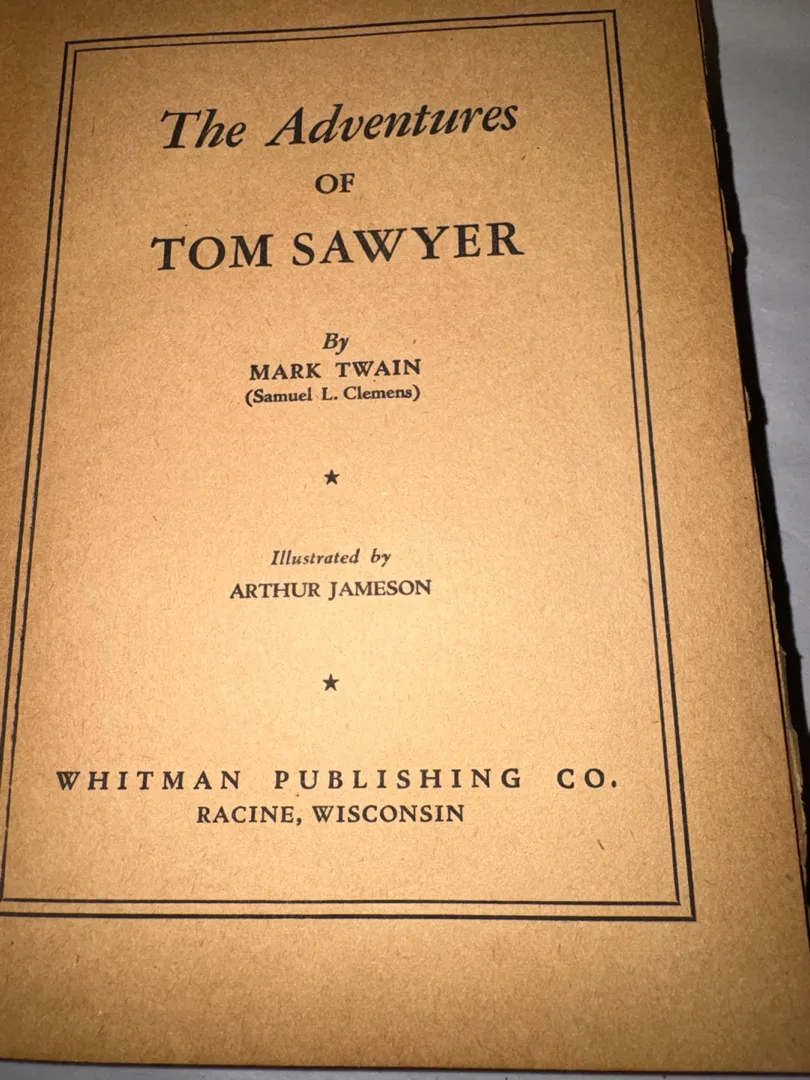 The Adventures
OF
TOM SAWYER
By
MARK TWAIN
(Samuel L. Clemens)
★
Illustrated by
ARTHUR JAMESON
★
WHITMAN PUBLISHING CO.
RACINE, WISCONSIN